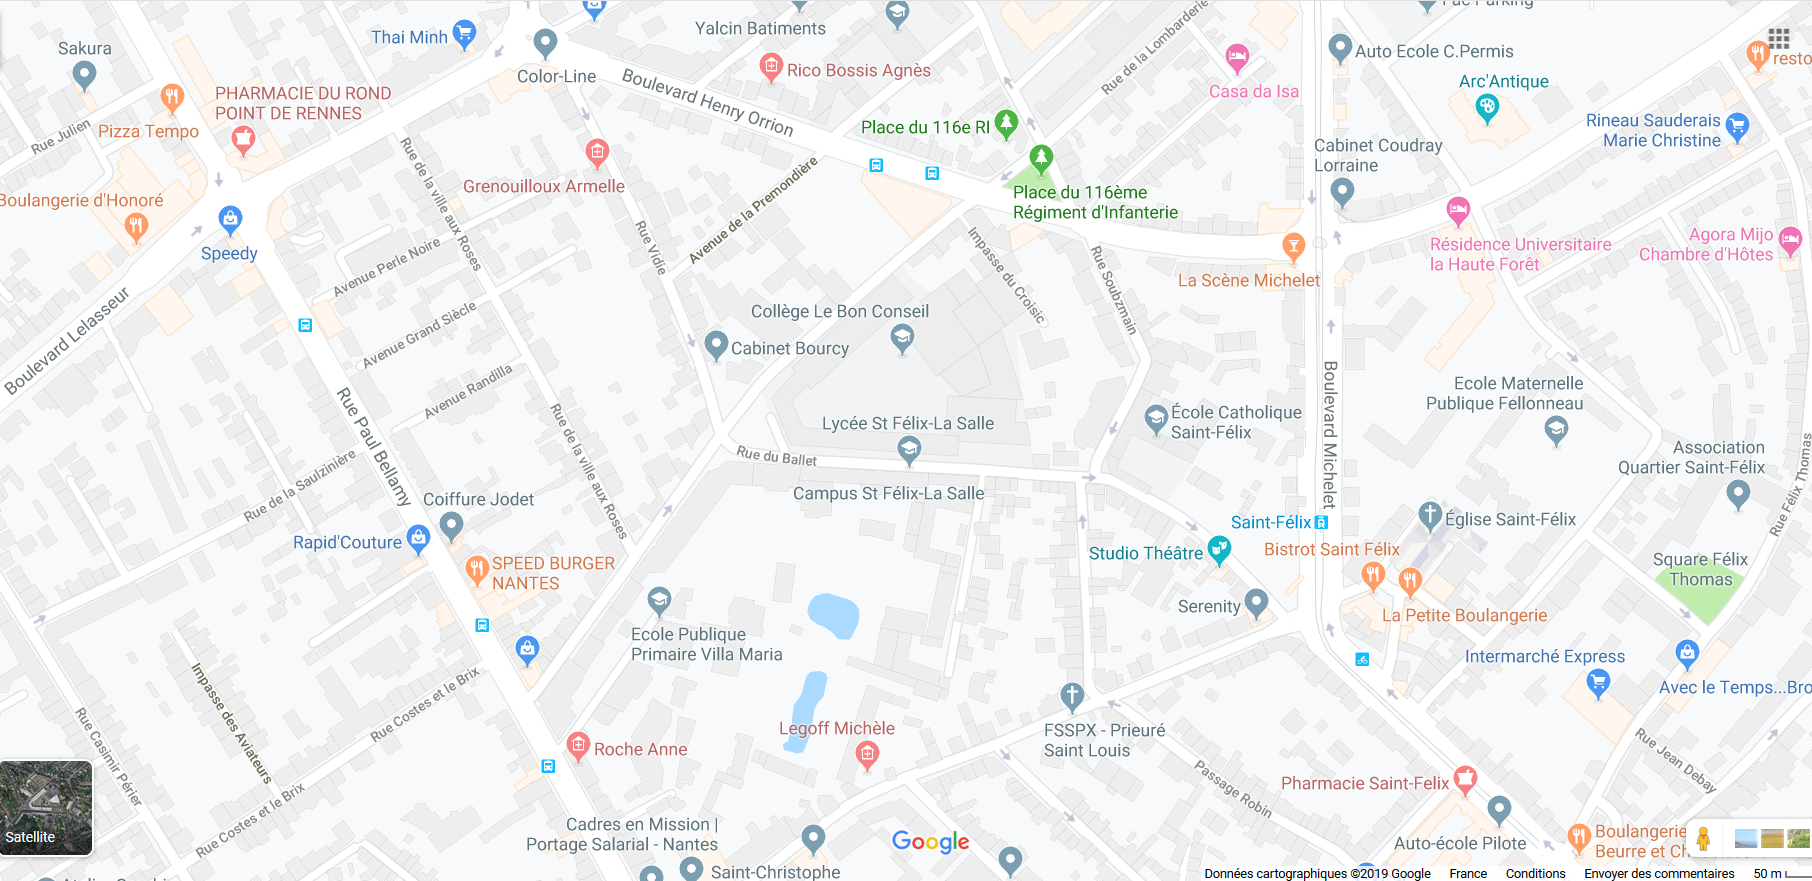 Pac Parking
Yalcin Batiments
Thai Minh
Sakura
Color-Line
Rico Bossis Agnès
Boulevard Henry Orrion
Rue de la Lombarderie
Casa da Isa
Auto Ecole C.Permis
Arc'Antique
resto
PHARMACIE DU ROND
POINT DE RENNES
Pizza Tempo
Rue Julien
Place du 116e RI
Rineau Sauderais
Marie Christine
Cabinet Coudray
Lorraine
Grenouilloux Armelle
Rue de la ville aux Roses
Avenue de la Premondière
Place du 116ème
Régiment d'Infanterie
Boulangerie d'Honoré
Speedy
Rue Vidie
Avenue Perle Noire
Impasse du Croisic
Rue Soubzmain
La Scène Michelet
Résidence Universitaire
la Haute Forêt
Agora Mijo
Chambre d'Hôtes
Boulevard Lelasseur
Avenue Grand Siècle
Collège Le Bon Conseil
Cabinet Bourcy
Avenue Randilla
Rue Paul Bellamy
Boulevard Michelet
Ecole Maternelle
Publique Fellonneau
Lycée St Félix-La Salle
École Catholique
Saint-Félix
Rue du Ballet
Rue de la ville aux Roses
Rue de la Saulzinière
Association
Quartier Saint-Félix
Rue Félix Thomas
Coiffure Jodet
Campus St Félix-La Salle
Rapid'Couture
Saint-Félix
Église Saint-Félix
Studio Théâtre
Bistrot Saint Félix
SPEED BURGER
NANTES
Square Félix
Thomas
Serenity
La Petite Boulangerie
Ecole Publique
Primaire Villa Maria
Intermarché Express
Avec le Temps...Bro
Impasse des Aviateurs
Rue Costes et le Brix
Rue Casimir Périer
Legoff Michèle
FSSPX - Prieuré
Saint Louis
Roche Anne
Rue Jean Debay
Passage Robin
Pharmacie Saint-Felix
Rue Costes et le Brix
Satellite
Cadres en Mission |
Portage Salarial - Nantes
Google
Auto-école Pilote
Boulangerie
Beurre et Ch
Saint-Christophe
Données cartographiques ©2019 Google France Conditions Envoyer des commentaires 50 m